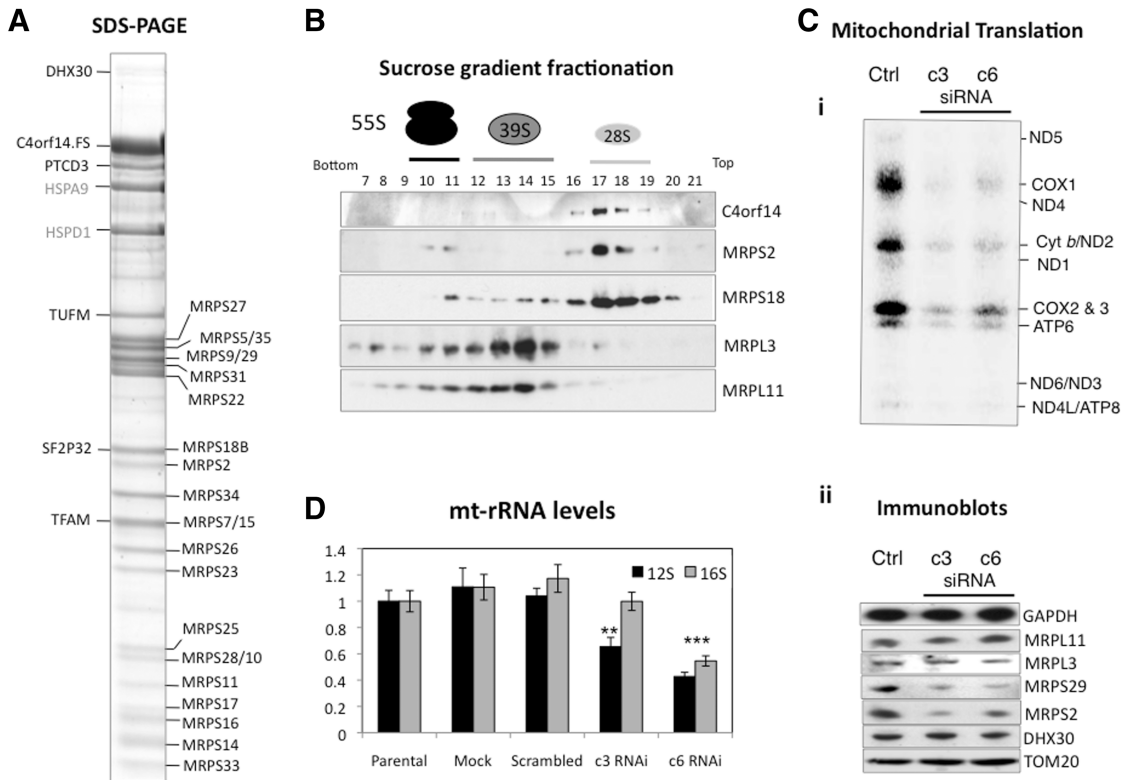 A
SDS-PAGE
DHX30
C4orf14.FS
PTCD3
HSPA9
HSPD1
TUFM
SF2P32
TFAM
MRPS27
MRPS5/35
MRPS9/29
MRPS31
MRPS22
MRPS18B
MRPS2
MRPS34
MRPS7/15
MRPS26
MRPS23
MRPS25
MRPS28/10
MRPS11
MRPS17
MRPS16
MRPS14
MRPS33
B
Sucrose gradient fractionation
55S 39S 28S
Bottom Top
7 8 9 10 11 12 13 14 15 16 17 18 19 20 21
C4orf14
MRPS2
MRPS18
MRPL3
MRPL11
C
Mitochondrial Translation
Ctrl c3 c6
siRNA
i
ND5
COX1
ND4
Cyt b/ND2
ND1
COX2 & 3
ATP6
ND6/ND3
ND4L/ATP8
ii
Immunoblots
Ctrl c3 c6
siRNA
GAPDH
MRPL11
MRPL3
MRPS29
MRPS2
DHX30
TOM20
D
mt-rRNA levels
1.4
1.2
1
0.8
0.6
0.4
0.2
0
12S 16S
** ***
Parental Mock Scrambled c3 RNAi c6 RNAi